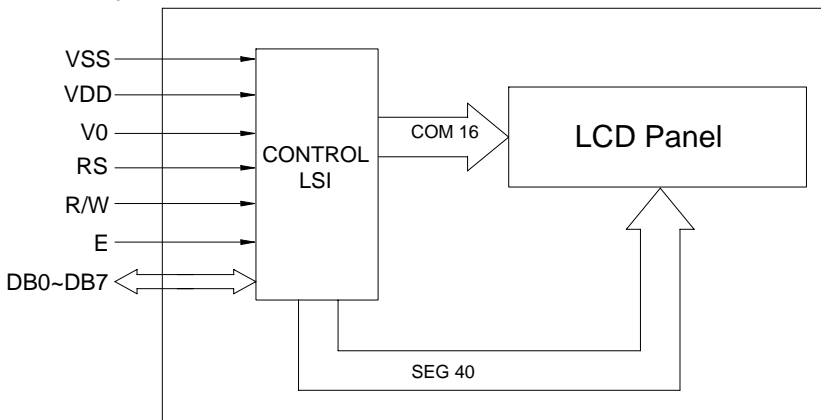 VSS
VDD
V0
RS
R/W
E
DB0~DB7
CONTROL
LSI
COM 16
LCD Panel
SEG 40